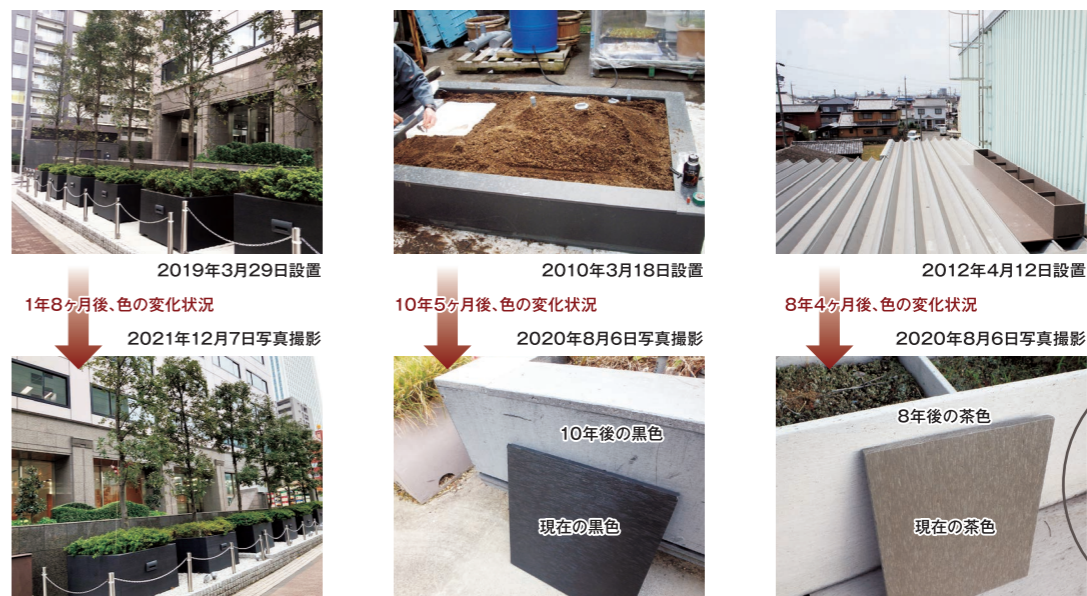 2019年3月29日設置
1年8ヶ月後、色の変化状況
2021年12月7日写真撮影
2010年3月18日設置
10年5ヶ月後、色の変化状況
2020年8月6日写真撮影
10年後の黒色
現在の黒色
2012年4月12日設置
8年4ヶ月後、色の変化状況
2020年8月6日写真撮影
8年後の茶色
現在の茶色